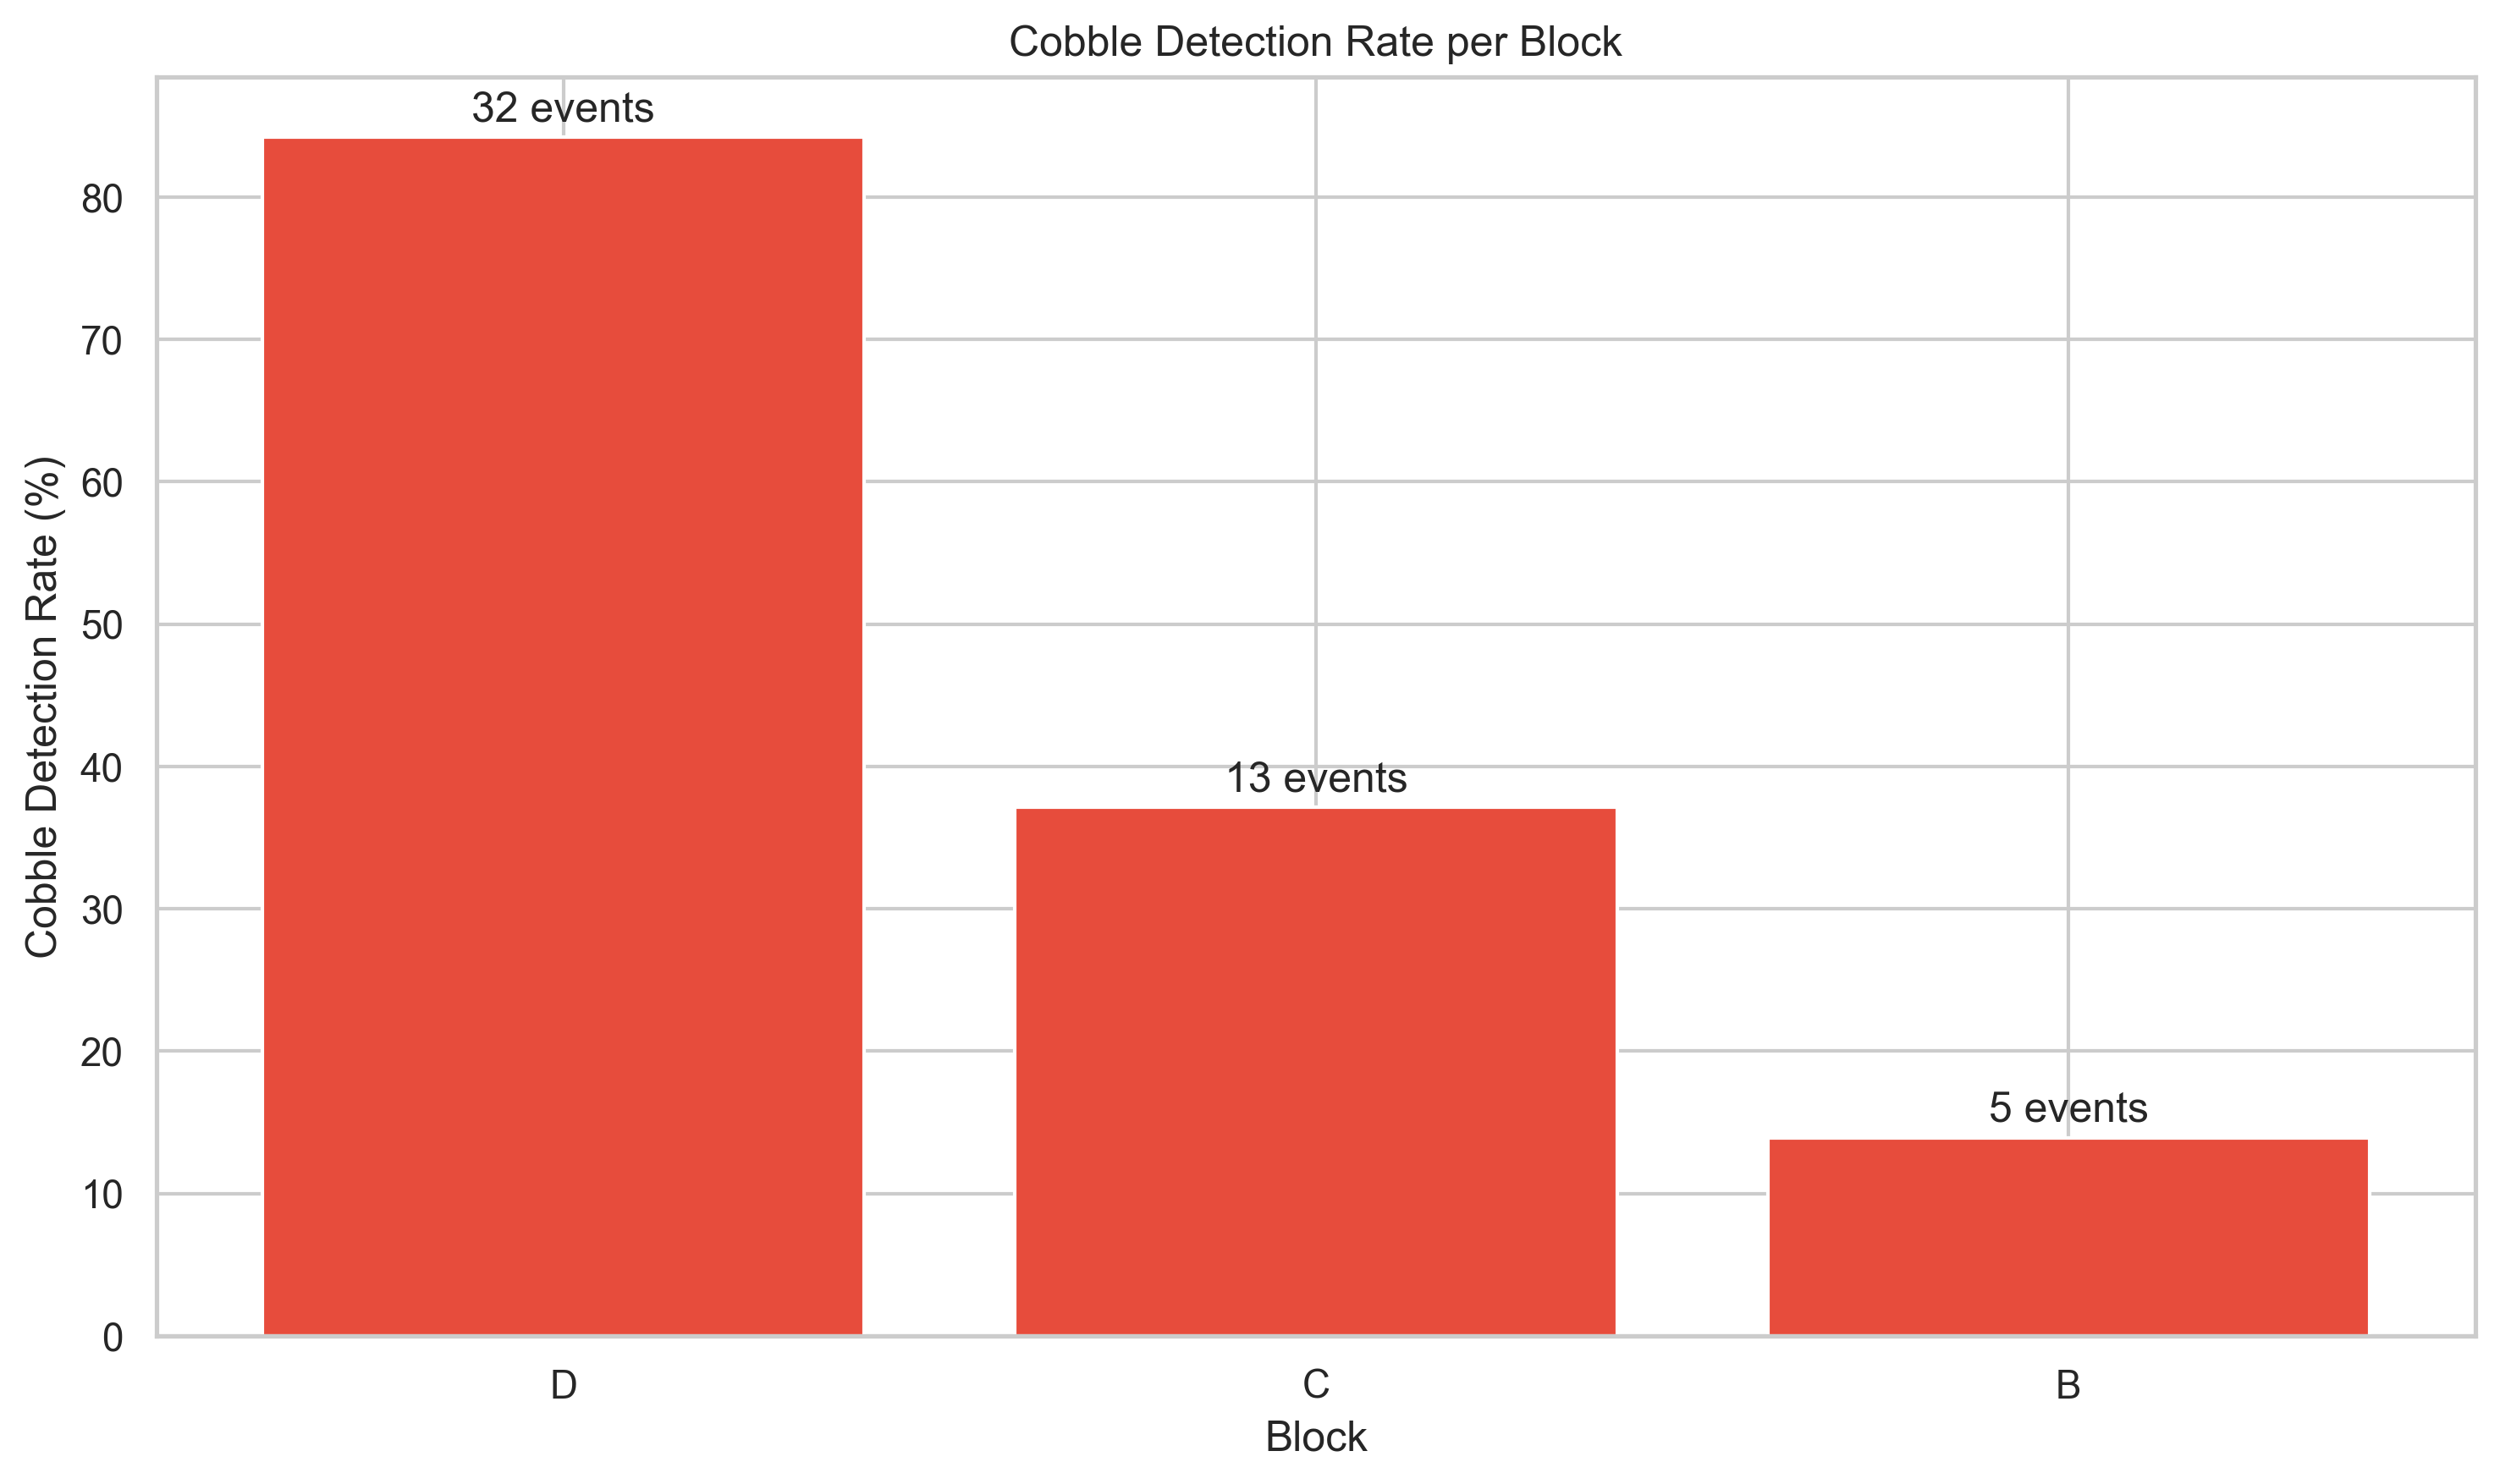 Cobble Detection Rate per Block
32 events
80
70
60
50
40
30
20
10
0
Cobble Detection Rate (%)
13 events
5 events
D
C
B
Block